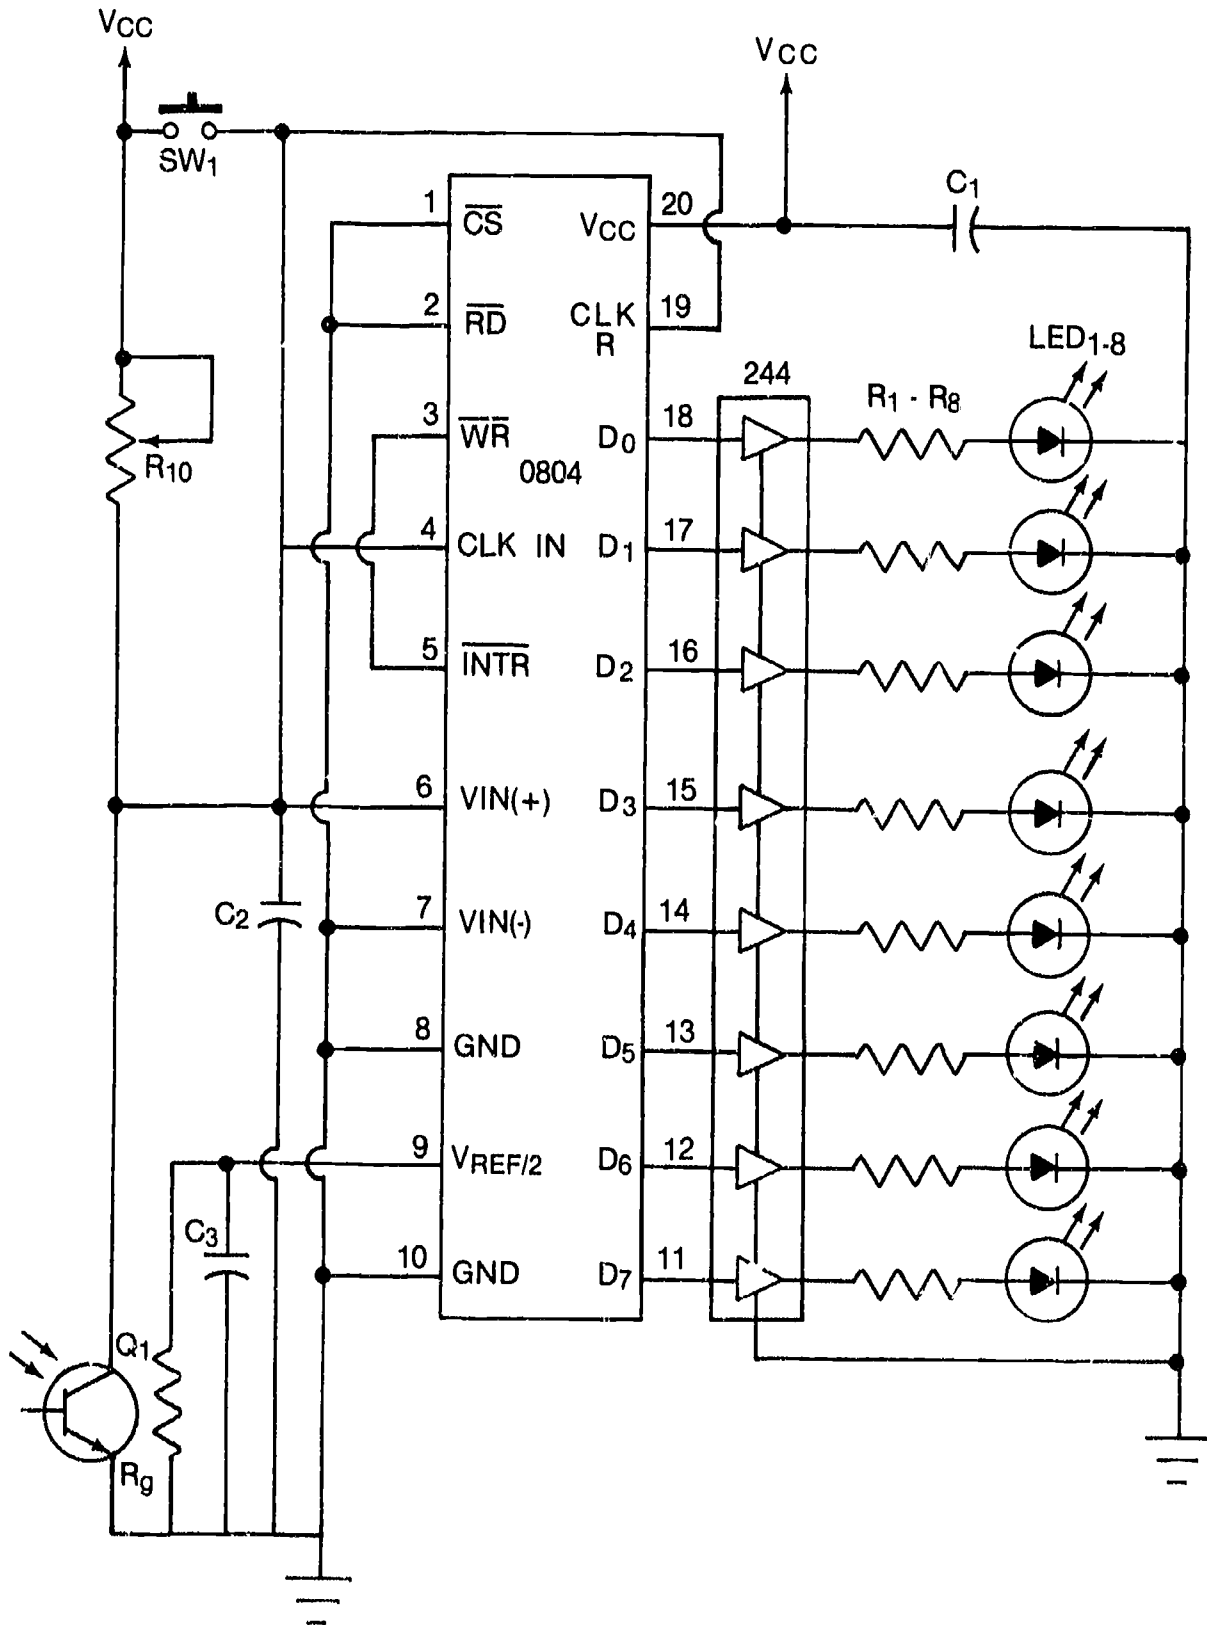 VCC
VCC
SW1
C1
1 CS VCC 20
2 RD CLK R 19
LED1-8
244
R1 - R8
3 WR D0 18
R10
0804
4 CLK IN D1 17
5 INTR D2 16
6 VIN(+) D3 15
C2
7 VIN(-) D4 14
8 GND D5 13
9 VREF/2 D6 12
C3
10 GND D7 11
Q1
R9